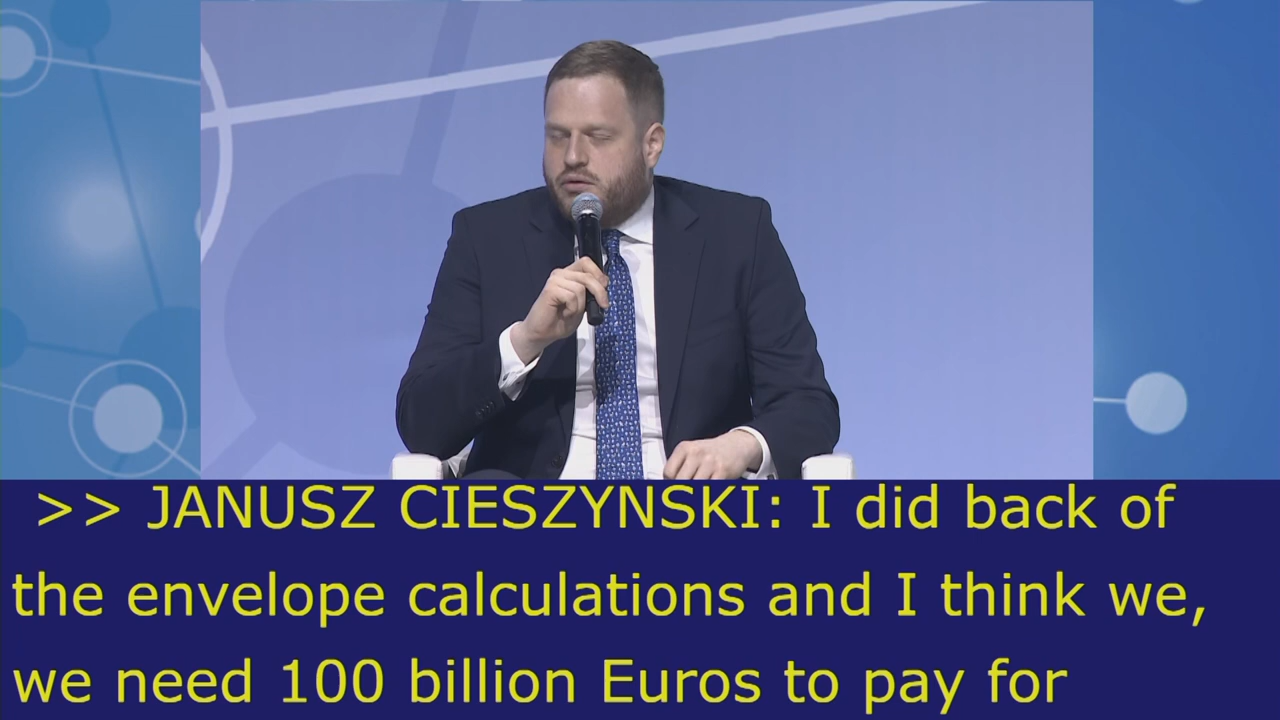 >> JANUSZ CIESZYNSKI: I did back of
the envelope calculations and I think we,
we need 100 billion Euros to pay for